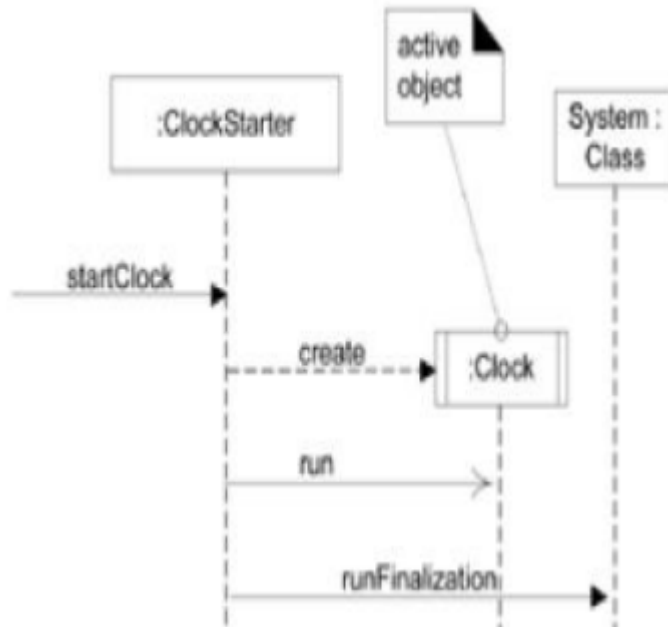 active
object
:ClockStarter
System :
Class
startClock
create
:Clock
run
runFinalization